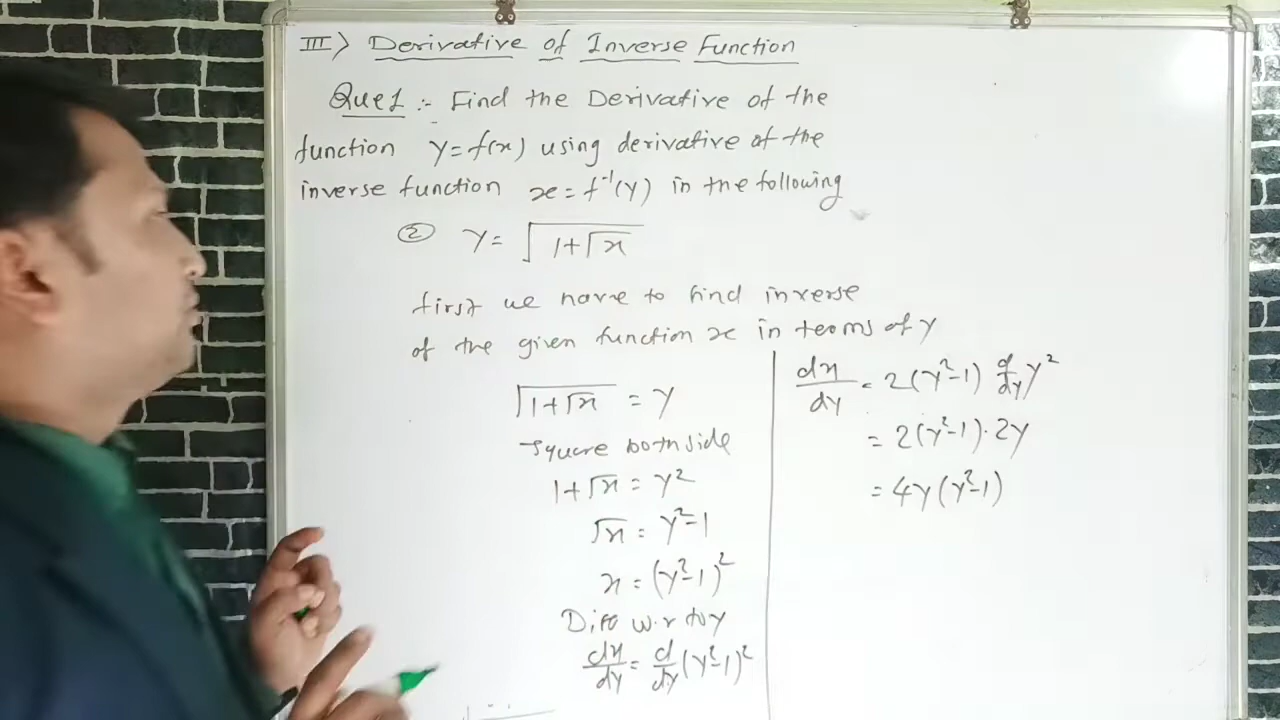 III) Derivative of Inverse Function
Que1 :- Find the Derivative of the
function y=f(x) using derivative of the
inverse function x=f⁻¹(y) in the following
② y= √(1+√x)
first we have to find inverse
of the given function x in terms of y
√(1+√x) = y
square both side
1+√x = y²
√x = y²-1
x = (y²-1)²
Diff w.r to y
dx/dy = d/dy (y²-1)²
dx/dy = 2(y²-1) d/dy y²
= 2(y²-1)·2y
= 4y(y²-1)